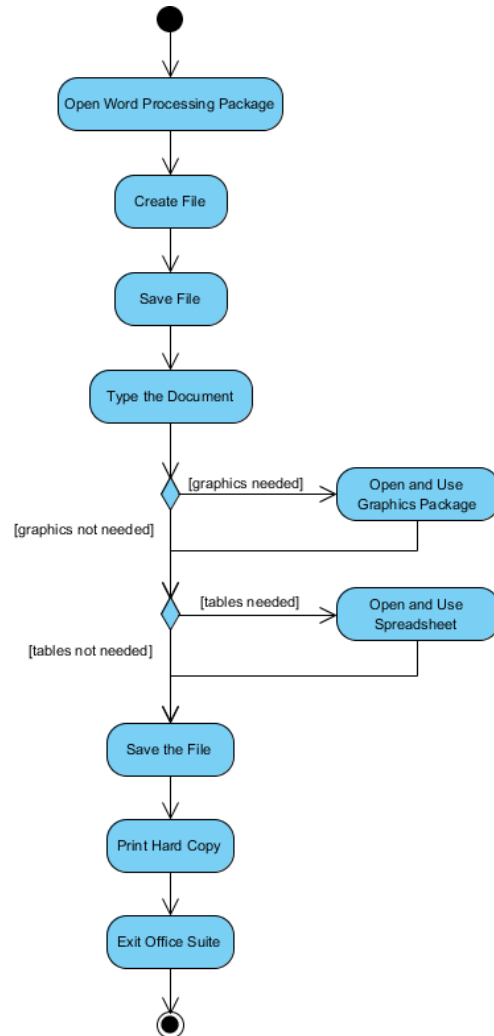 Open Word Processing Package
Create File
Save File
Type the Document
[graphics needed]
Open and Use
Graphics Package
[graphics not needed]
[tables needed]
Open and Use
Spreadsheet
[tables not needed]
Save the File
Print Hard Copy
Exit Office Suite